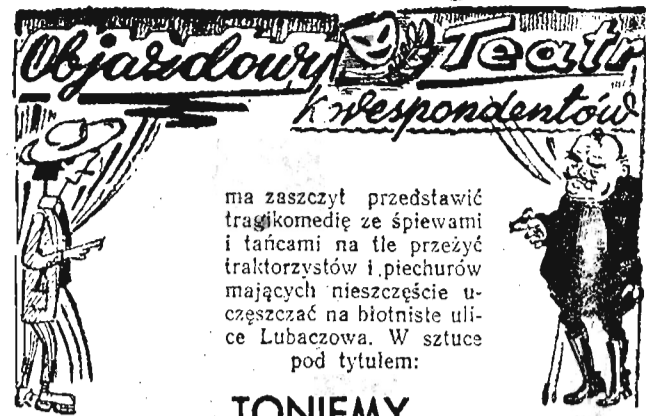 Objazdowy Teatr
Kwespondentów
ma zaszczyt przedstawić
tragikomedię ze śpiewami
i tańcami na tle przeżyć
traktorzystów i piechurów
mających nieszczęście u-
częszczać na błotniste uli-
ce Lubaczowa. W sztuce
pod tytułem:
TONIEMY